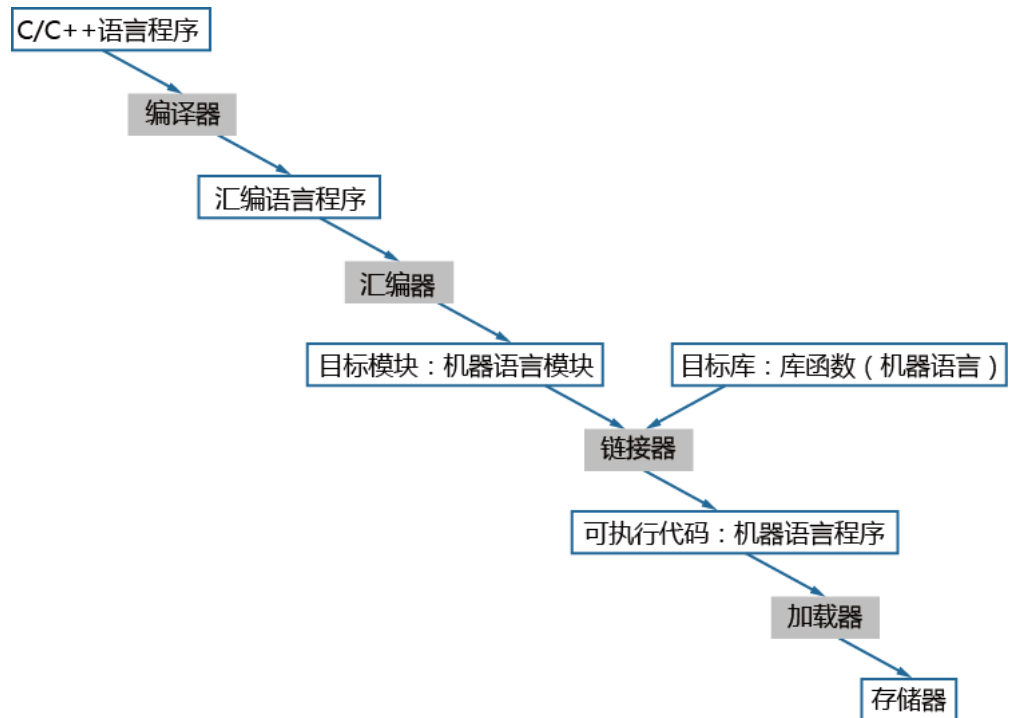 C/C++语言程序
编译器
汇编语言程序
汇编器
目标模块：机器语言模块
目标库：库函数（机器语言）
链接器
可执行代码：机器语言程序
加载器
存储器